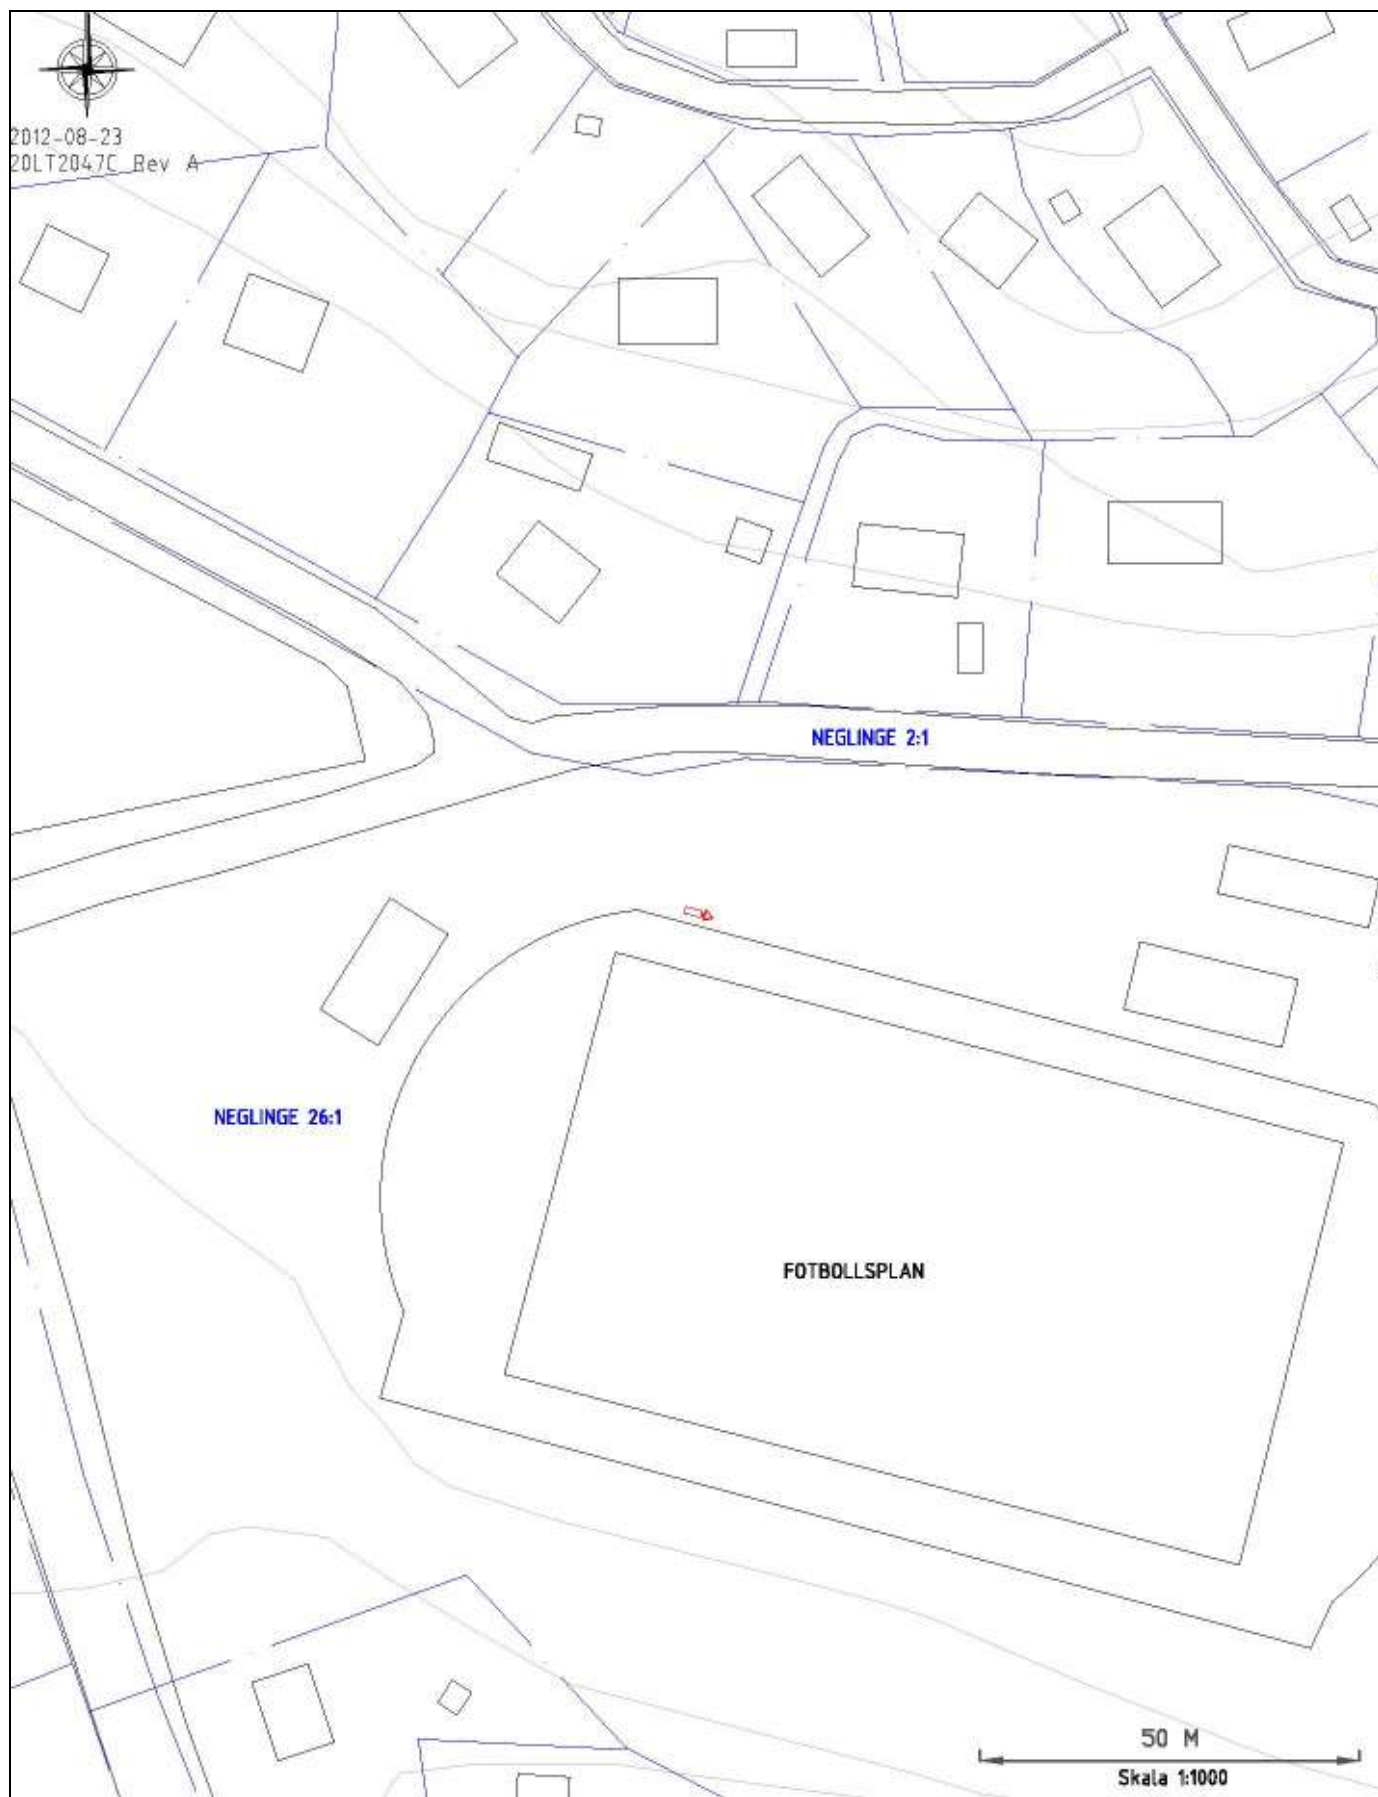 2012-08-23
20LT2047C Rev A
NEGLINGE 2:1
NEGLINGE 26:1
FOTBOLLSPLAN
50 M
Skala 1:1000